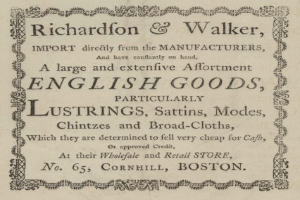 Richardſon & Walker,
IMPORT directly from the MANUFACTURERS,
And have conſtantly on hand,
A large and extenſive Aſſortment
ENGLISH GOODS,
PARTICULARLY
LUSTRINGS, Sattins, Modes,
Chintzes and Broad-Cloths,
Which they are determined to ſell very cheap for Caſh,
Or approved Credit,
At their Wholeſale and Retail STORE,
No. 65, CORNHILL, BOSTON.